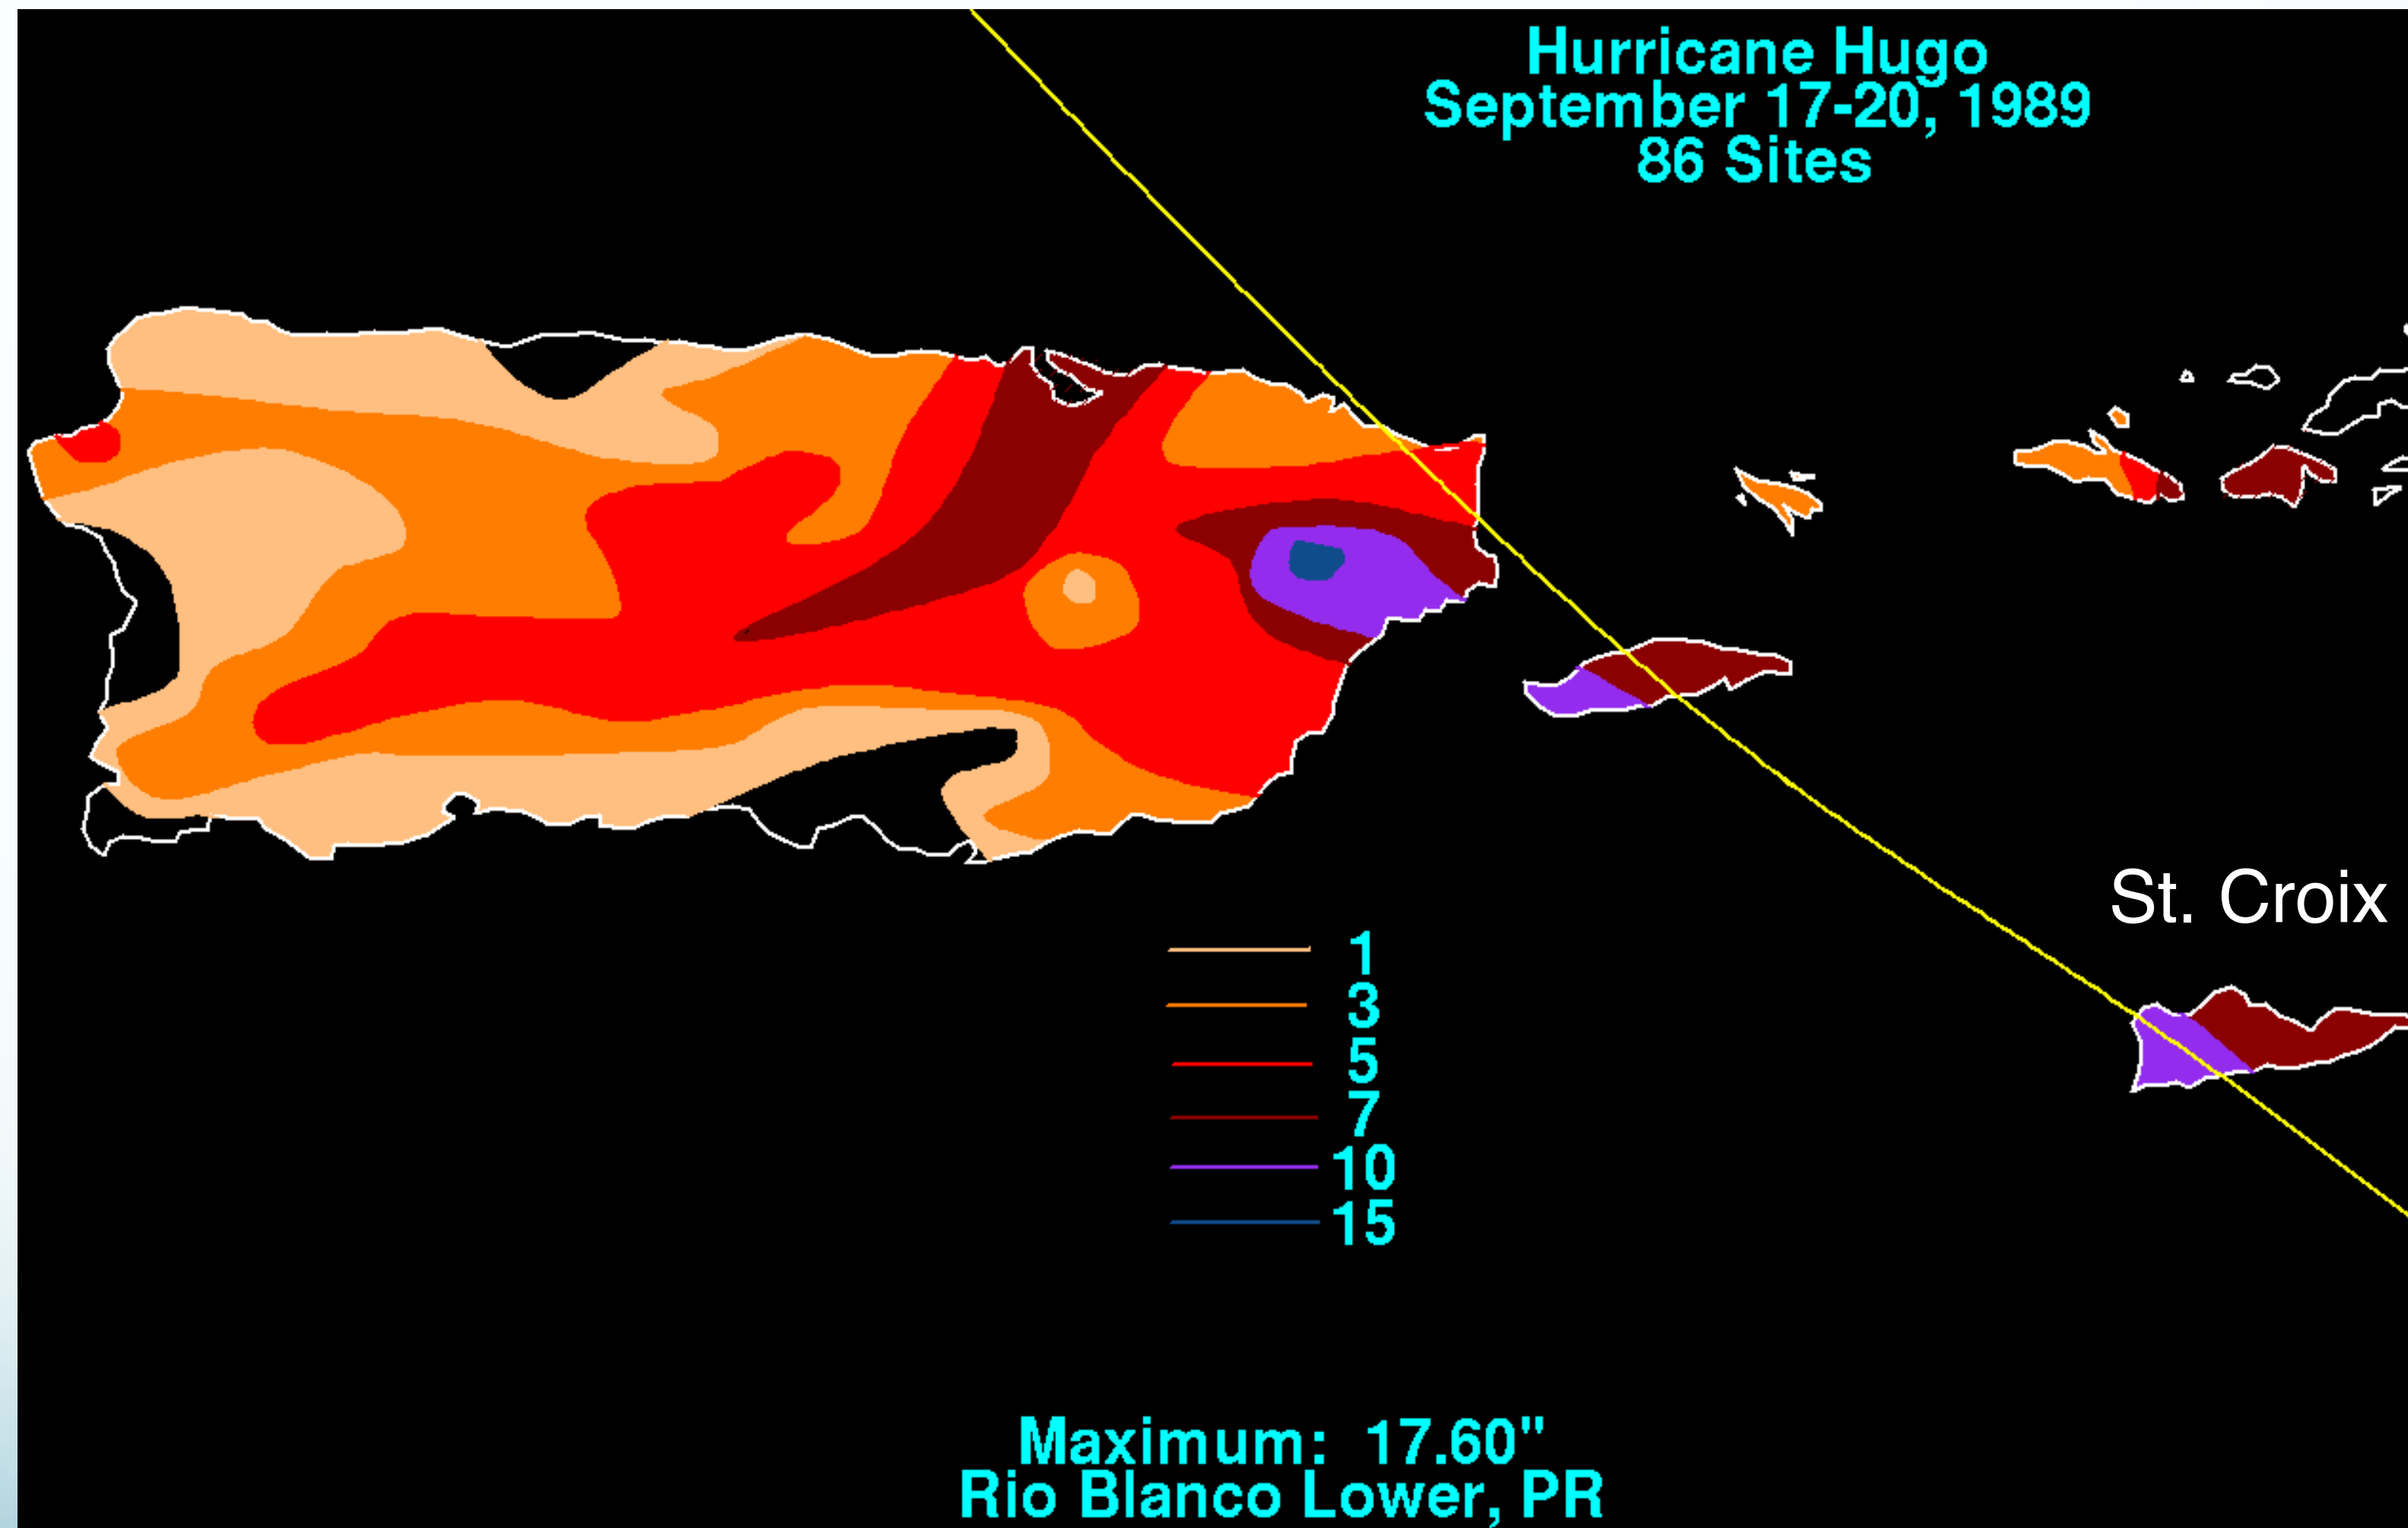 Hurricane Hugo
September 17-20, 1989
86 Sites
St. Croix
1
3
5
7
10
15
Maximum: 17.60"
Rio Blanco Lower, PR